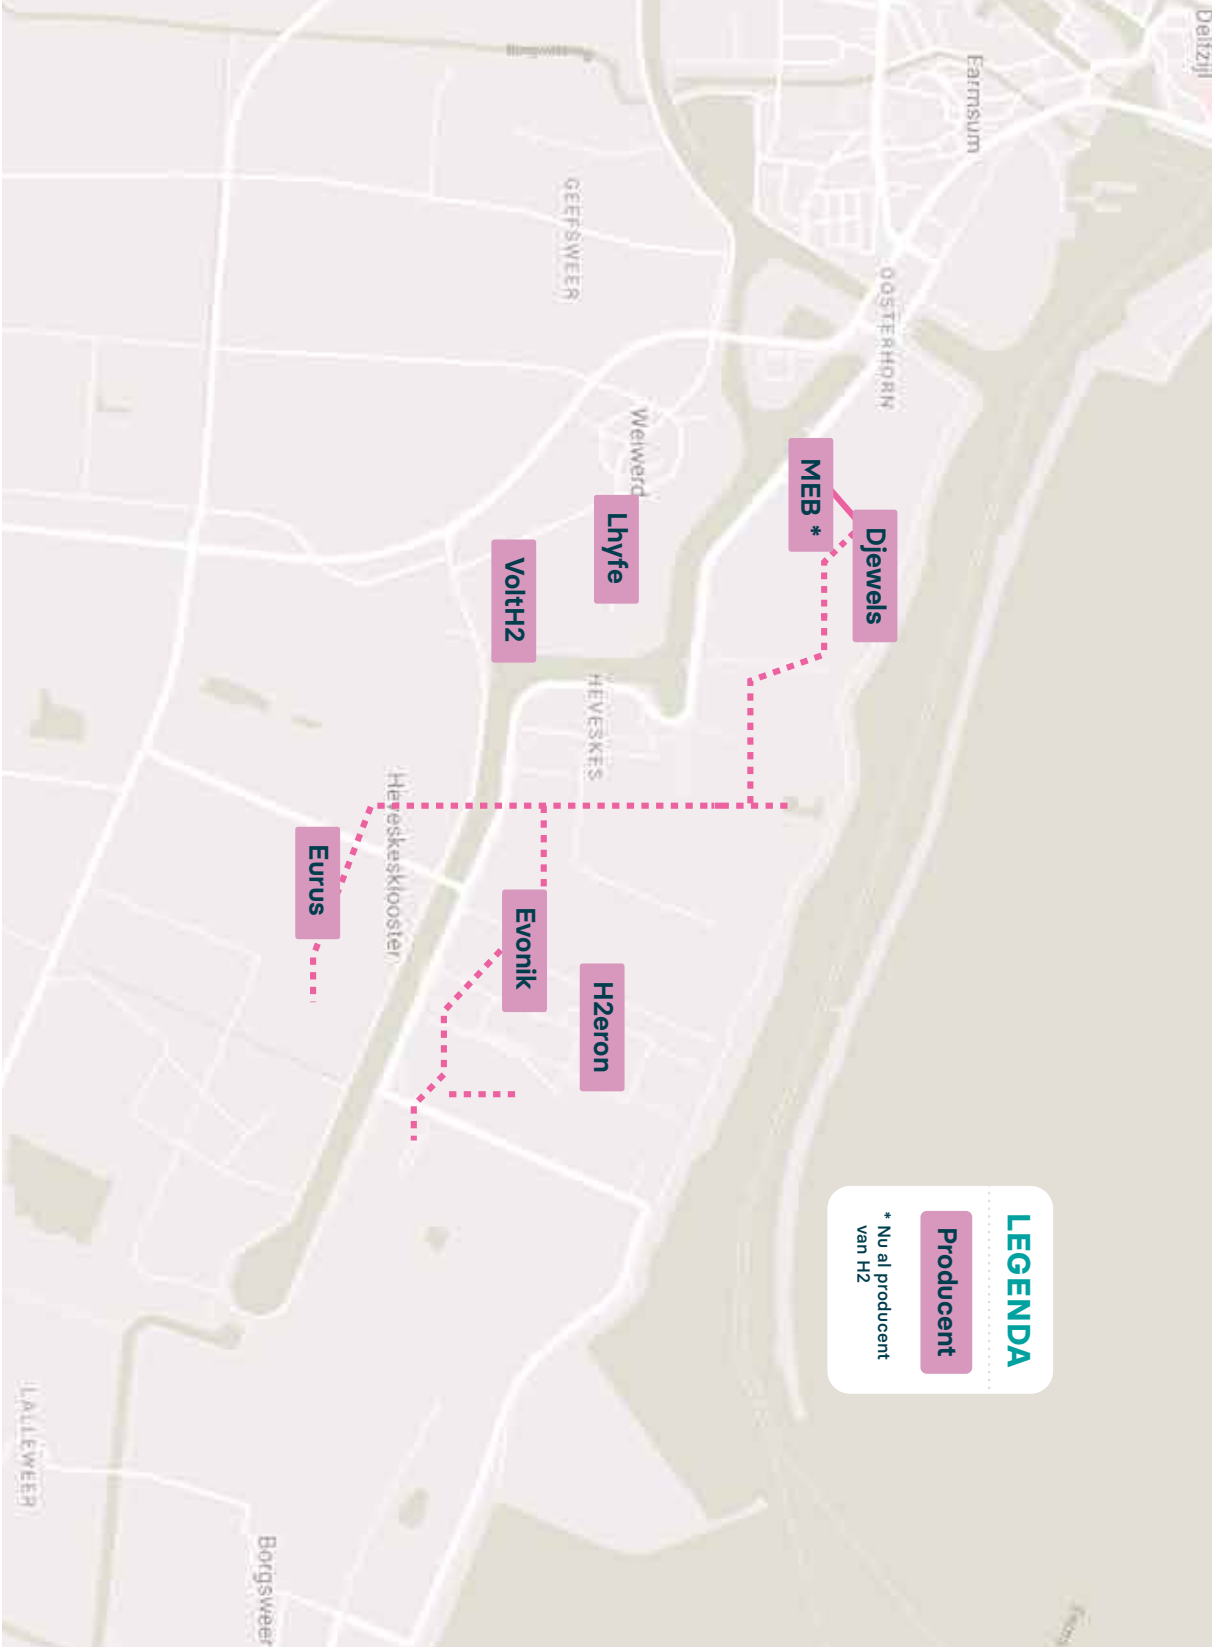 Delfzijl
Farmsum
OOSTERHORN
MEB *
Djewels
GEEFSWEER
Weiwerd
Lhyfe
VoltH2
HEVESKES
Heveskesklooster
Eurus
Evonik
H2eron
LEGENDA
Producent
* Nu al producent
van H2
LALLEWEER
Borgsweer